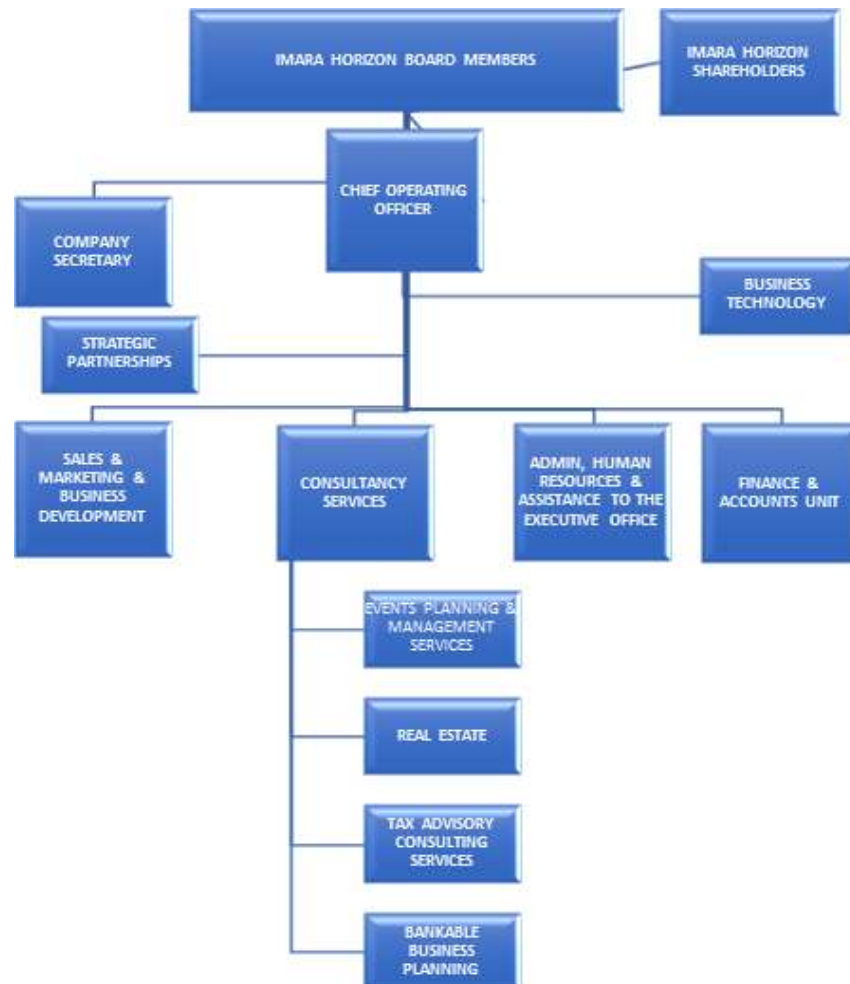 IMARA HORIZON BOARD MEMBERS
IMARA HORIZON
SHAREHOLDERS
CHIEF OPERATING
OFFICER
COMPANY
SECRETARY
BUSINESS
TECHNOLOGY
STRATEGIC
PARTNERSHIPS
SALES &
MARKETING &
BUSINESS
DEVELOPMENT
CONSULTANCY
SERVICES
ADMIN, HUMAN
RESOURCES &
ASSISTANCE TO THE
EXECUTIVE OFFICE
FINANCE &
ACCOUNTS UNIT
EVENTS PLANNING &
MANAGEMENT
SERVICES
REAL ESTATE
TAX ADVISORY
CONSULTING
SERVICES
BANKABLE
BUSINESS
PLANNING